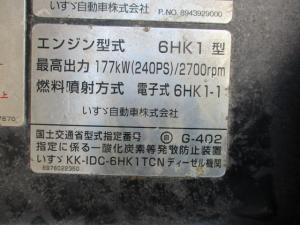 いすゞ自動車株式会社 P.NO. 8943929000
エンジン型式 6HK1 型
最高出力 177kW(240PS)/2700rpm
燃料噴射方式 電子式 6HK1-1
いすゞ自動車株式会社
国土交通省型式指定番号 G-402
指定に係る一酸化炭素等発散防止装置
いすゞ KK-IDC-6HK1TCN ディーゼル機関
8976022350
上
7670